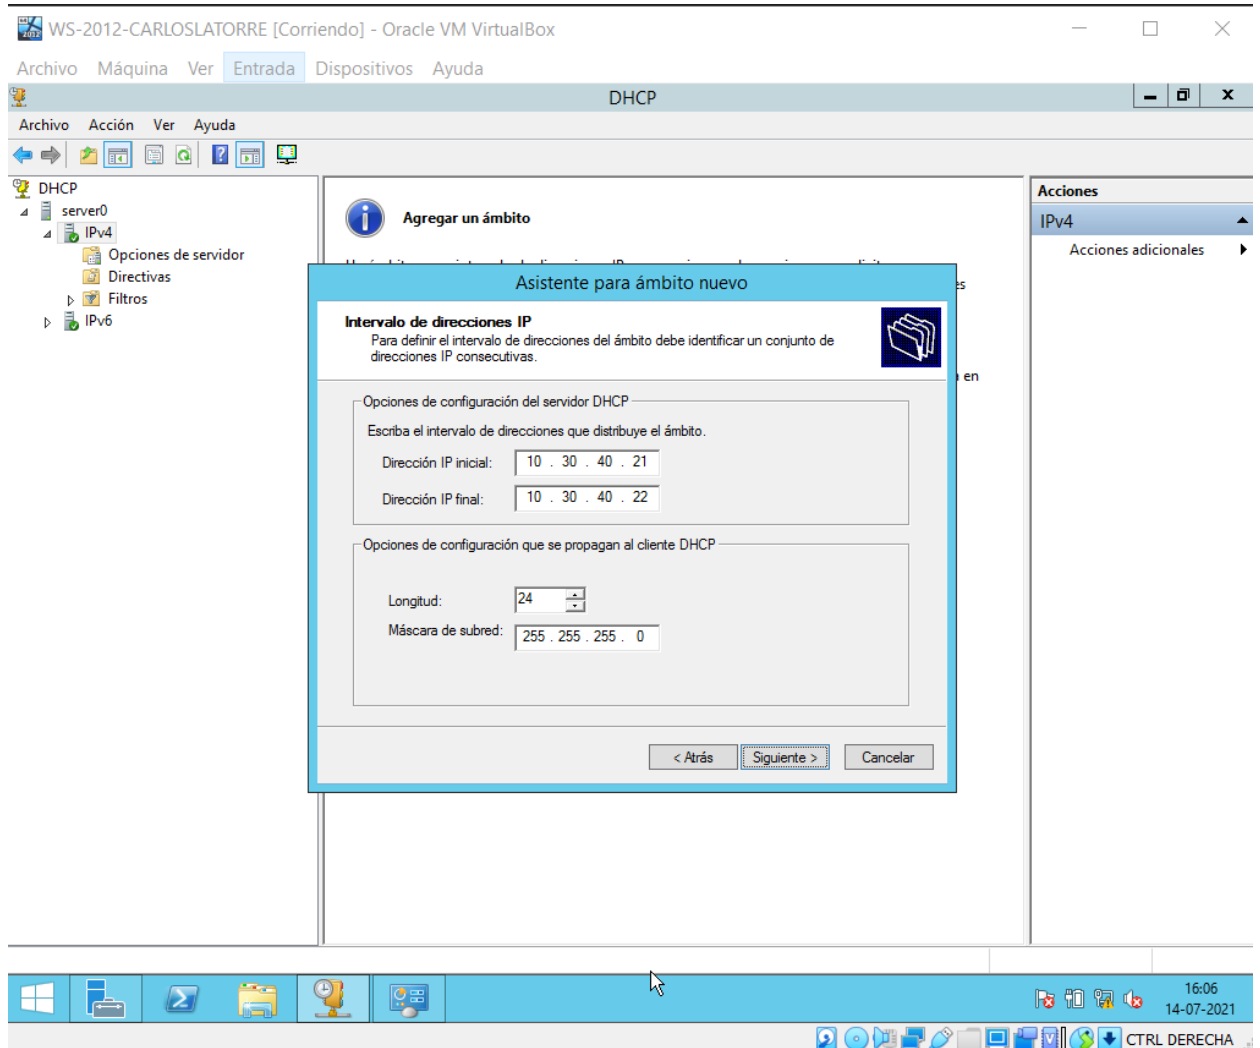 WS-2012-CARLOSLATORRE [Corriendo] - Oracle VM VirtualBox
Archivo Máquina Ver Entrada Dispositivos Ayuda
DHCP
Archivo Acción Ver Ayuda
DHCP
server0
IPv4
Opciones de servidor
Directivas
Filtros
IPv6
Agregar un ámbito
es
a en
Asistente para ámbito nuevo
Intervalo de direcciones IP
Para definir el intervalo de direcciones del ámbito debe identificar un conjunto de
direcciones IP consecutivas.
Opciones de configuración del servidor DHCP
Escriba el intervalo de direcciones que distribuye el ámbito.
Dirección IP inicial: 10 . 30 . 40 . 21
Dirección IP final: 10 . 30 . 40 . 22
Opciones de configuración que se propagan al cliente DHCP
Longitud: 24
Máscara de subred: 255 . 255 . 255 . 0
< Atrás Siguiente > Cancelar
Acciones
IPv4
Acciones adicionales
16:06
14-07-2021
CTRL DERECHA